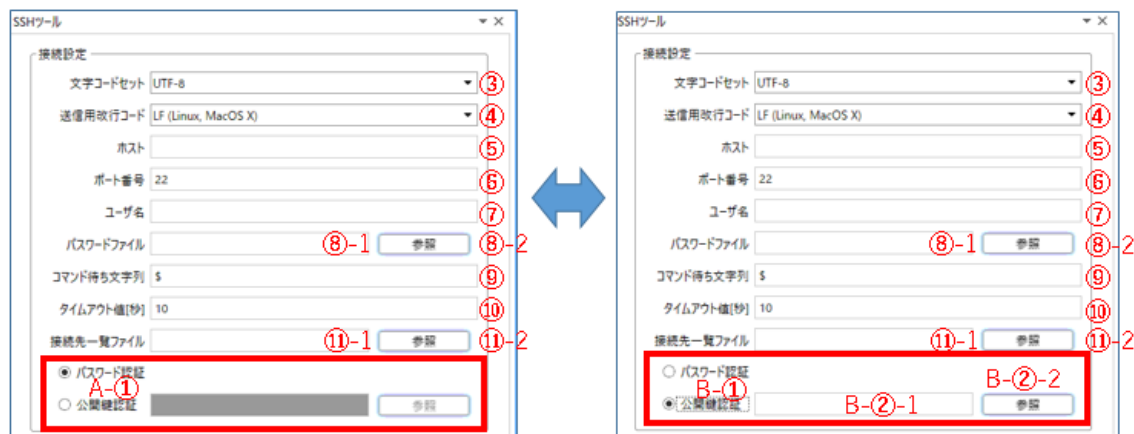 SSHツール
接続設定
文字コードセット UTF-8 ③
送信用改行コード LF (Linux, MacOS X) ④
ホスト ⑤
ポート番号 22 ⑥
ユーザ名 ⑦
パスワードファイル ⑧-1 参照 ⑧-2
コマンド待ち文字列 $ ⑨
タイムアウト値[秒] 10 ⑩
接続先一覧ファイル ⑪-1 参照 ⑪-2
パスワード認証
A-①
公開鍵認証 参照
SSHツール
接続設定
文字コードセット UTF-8 ③
送信用改行コード LF (Linux, MacOS X) ④
ホスト ⑤
ポート番号 22 ⑥
ユーザ名 ⑦
パスワードファイル ⑧-1 参照 ⑧-2
コマンド待ち文字列 $ ⑨
タイムアウト値[秒] 10 ⑩
接続先一覧ファイル ⑪-1 参照 ⑪-2
パスワード認証 B-②-2
B-①
公開鍵認証 B-②-1 参照